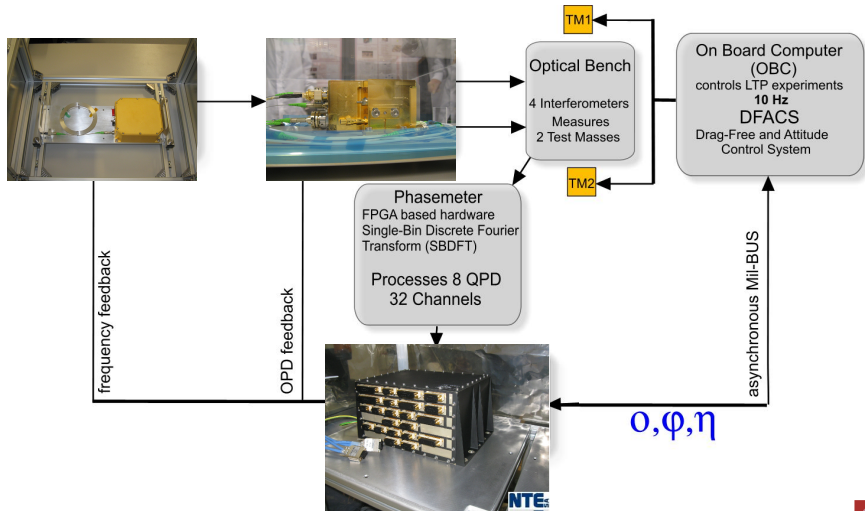 TM1
Optical Bench
4 Interferometers
Measures
2 Test Masses
TM2
On Board Computer
(OBC)
controls LTP experiments
10 Hz
DFACS
Drag-Free and Attitude
Control System
Phasemeter
FPGA based hardware
Single-Bin Discrete Fourier
Transform (SBDFT)
Processes 8 QPD
32 Channels
frequency feedback
OPD feedback
asynchronous Mil-BUS
o,φ,η
NTE